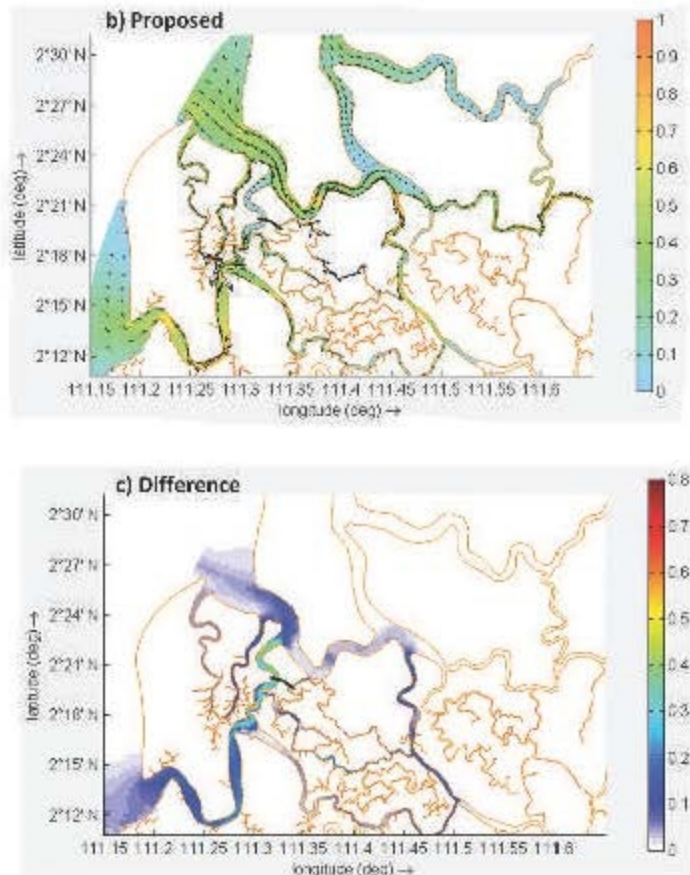 b) Proposed
2°30' N
2°27' N
2°24' N
2°21' N
2°18' N
2°15' N
2°12' N
latitude (deg) →
111.15 111.2 111.25 111.3 111.35 111.4 111.45 111.5 111.55 111.6
longitude (deg) →
1
0.9
0.8
0.7
0.6
0.5
0.4
0.3
0.2
0.1
0
c) Difference
2°30' N
2°27' N
2°24' N
2°21' N
2°18' N
2°15' N
2°12' N
latitude (deg) →
111.15 111.2 111.25 111.3 111.35 111.4 111.45 111.5 111.55 111.6
longitude (deg) →
0.8
0.7
0.6
0.5
0.4
0.3
0.2
0.1
0